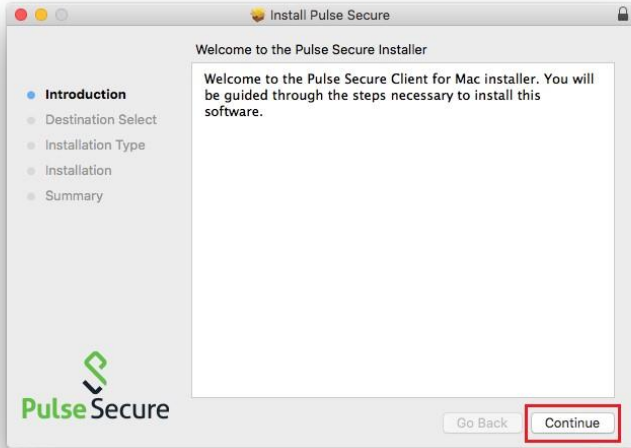 Install Pulse Secure
Welcome to the Pulse Secure Installer
Introduction
Destination Select
Installation Type
Installation
Summary
Welcome to the Pulse Secure Client for Mac installer. You will
be guided through the steps necessary to install this
software.
Pulse Secure
Go Back
Continue